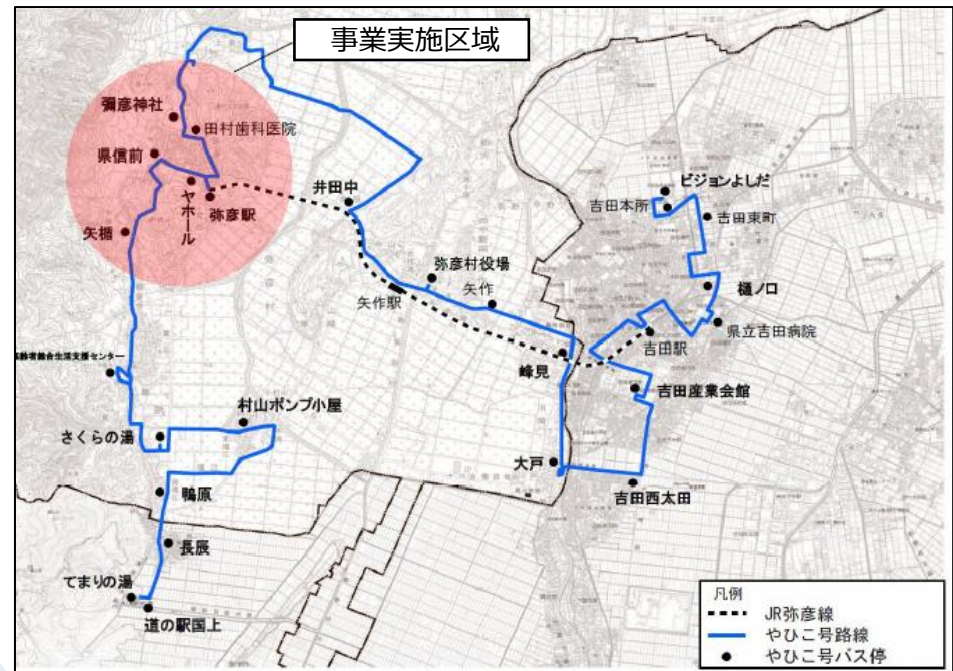 事業実施区域
彌彦神社
田村歯科医院
県信前
ヤホール
弥彦駅
矢楯
井田中
弥彦村役場
矢作駅
矢作
峰見
ビジョンよしだ
吉田本所
吉田東町
樋ノ口
県立吉田病院
吉田駅
吉田産業会館
大戸
吉田西太田
齢者総合生活支援センター
村山ポンプ小屋
さくらの湯
鴨原
長辰
てまりの湯
道の駅国上
凡例
JR弥彦線
やひこ号路線
やひこ号バス停